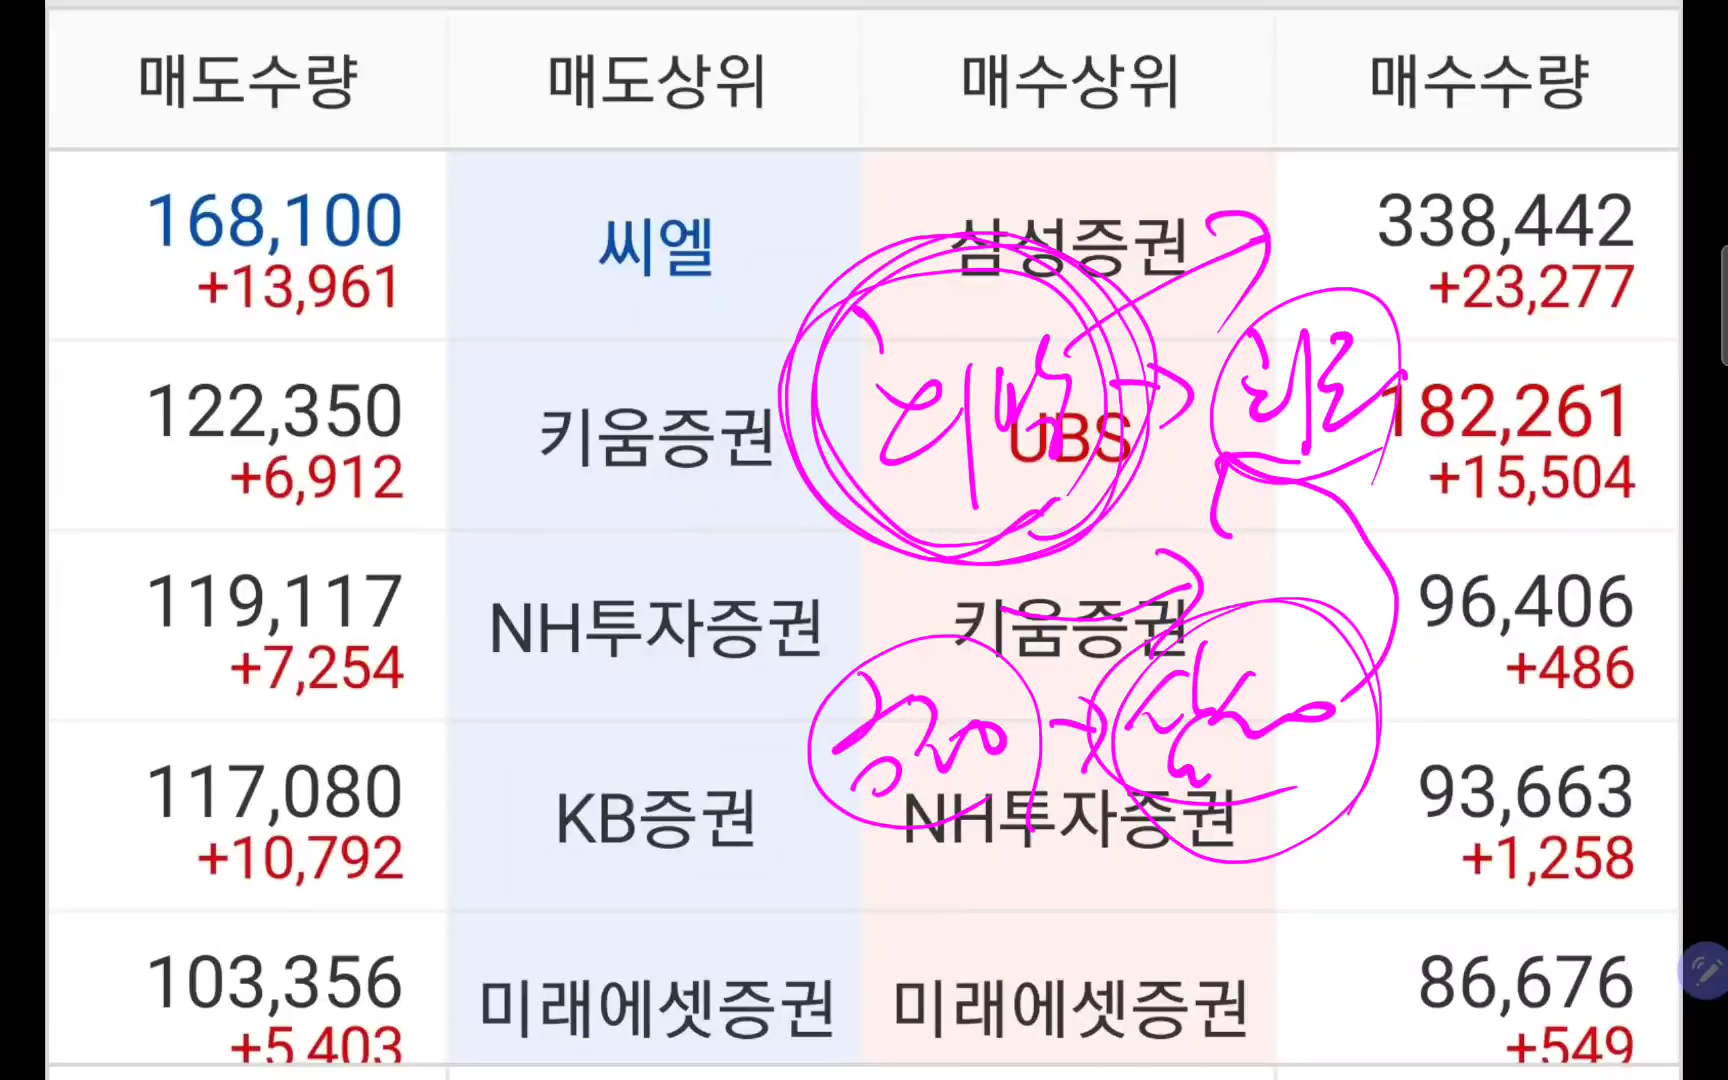 매도수량 매도상위 매수상위 매수수량
168,100 씨엘 삼성증권 338,442
+13,961 +23,277
122,350 키움증권 UBS 182,261
+6,912 +15,504
119,117 NH투자증권 키움증권 96,406
+7,254 +486
117,080 KB증권 NH투자증권 93,663
+10,792 +1,258
103,356 미래에셋증권 미래에셋증권 86,676
+5,403 +549